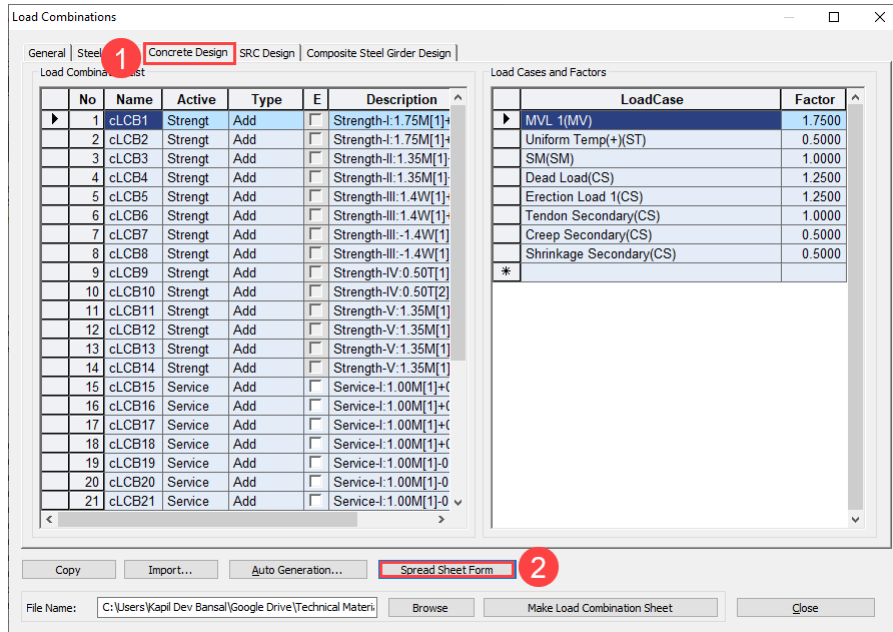 Load Combinations
General Steel Concrete Design SRC Design Composite Steel Girder Design
1
Load Combina List Load Cases and Factors
No Name Active Type E Description LoadCase Factor
1 cLCB1 Strengt Add Strength-I:1.75M[1]+ MVL 1(MV) 1.7500
2 cLCB2 Strengt Add Strength-I:1.75M[1]+ Uniform Temp(+)(ST) 0.5000
3 cLCB3 Strengt Add Strength-II:1.35M[1]- SM(SM) 1.0000
4 cLCB4 Strengt Add Strength-II:1.35M[1]- Dead Load(CS) 1.2500
5 cLCB5 Strengt Add Strength-III:1.4W[1]+ Erection Load 1(CS) 1.2500
6 cLCB6 Strengt Add Strength-III:1.4W[1]+ Tendon Secondary(CS) 1.0000
7 cLCB7 Strengt Add Strength-III:-1.4W[1] Creep Secondary(CS) 0.5000
8 cLCB8 Strengt Add Strength-III:-1.4W[1] Shrinkage Secondary(CS) 0.5000
9 cLCB9 Strengt Add Strength-IV:0.50T[1] *
10 cLCB10 Strengt Add Strength-IV:0.50T[2]
11 cLCB11 Strengt Add Strength-V:1.35M[1]
12 cLCB12 Strengt Add Strength-V:1.35M[1]
13 cLCB13 Strengt Add Strength-V:1.35M[1]
14 cLCB14 Strengt Add Strength-V:1.35M[1]
15 cLCB15 Service Add Service-I:1.00M[1]+0
16 cLCB16 Service Add Service-I:1.00M[1]+0
17 cLCB17 Service Add Service-I:1.00M[1]+0
18 cLCB18 Service Add Service-I:1.00M[1]+0
19 cLCB19 Service Add Service-I:1.00M[1]-0
20 cLCB20 Service Add Service-I:1.00M[1]-0
21 cLCB21 Service Add Service-I:1.00M[1]-0
Copy Import... Auto Generation... Spread Sheet Form 2
File Name: C:\Users\Kapil Dev Bansal\Google Drive\Technical Materi Browse Make Load Combination Sheet Close